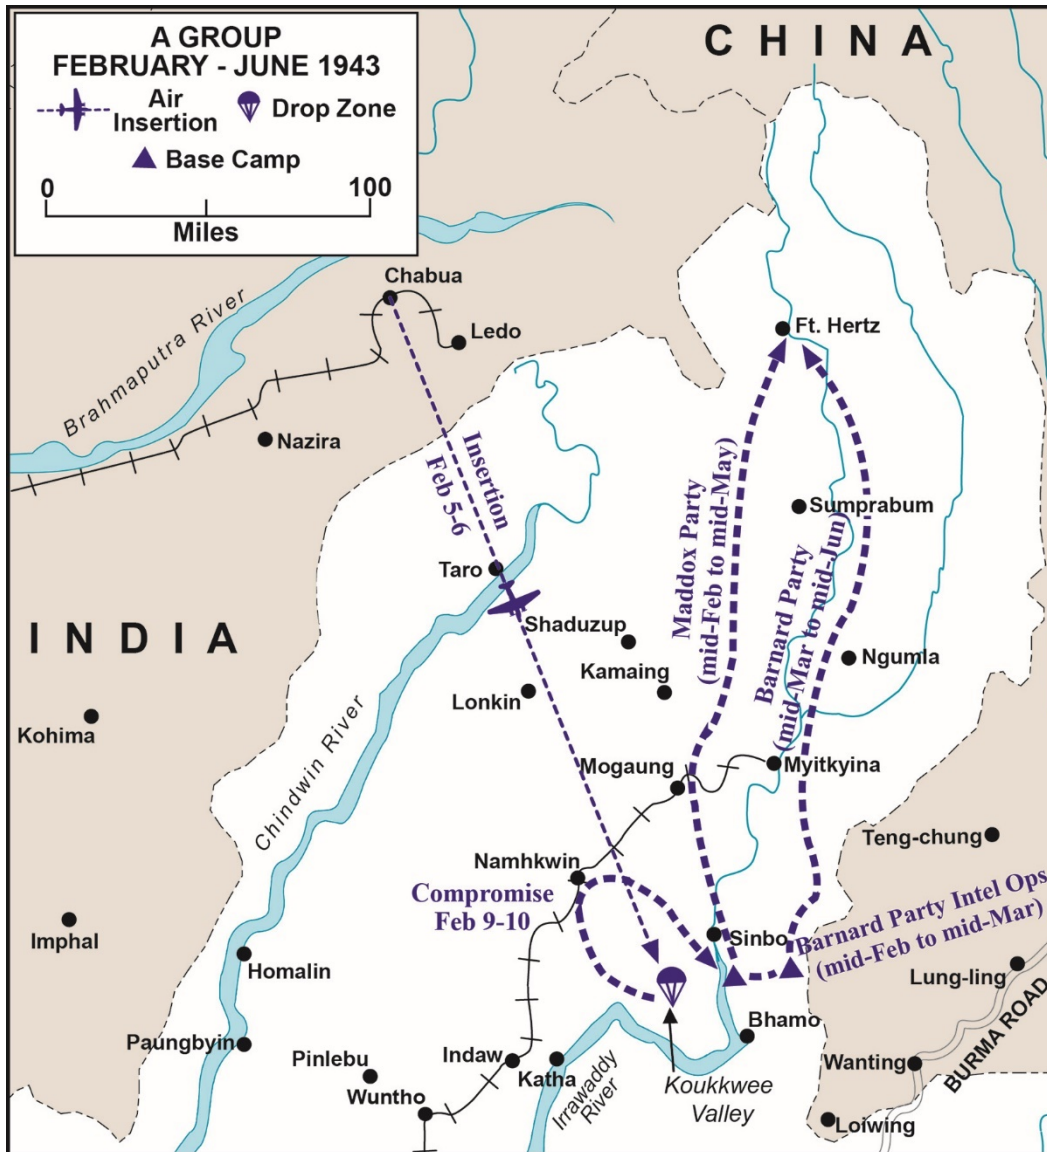 A GROUP
FEBRUARY - JUNE 1943
Air
Insertion
Drop Zone
Base Camp
0
100
Miles
CHINA
Chabua
Ledo
Brahmaputra River
Nazira
Ft. Hertz
Insertion
Feb 5-6
Maddox Party
(mid-Feb to mid-May)
Sumprabum
Barnard Party
(mid-Mar to mid-Jun)
Taro
Shaduzup
INDIA
Kamaing
Ngumla
Lonkin
Kohima
Chindwin River
Mogaung
Myitkyina
Teng-chung
Namhkwin
Compromise
Feb 9-10
Barnard Party Intel Ops
(mid-Feb to mid-Mar)
Sinbo
Imphal
Homalin
Lung-ling
Bhamo
Paungbyin
Pinlebu
Indaw
Katha
Wuntho
Irrawaddy
River
Koukkwee
Valley
Wanting
BURMA ROAD
Loiwing